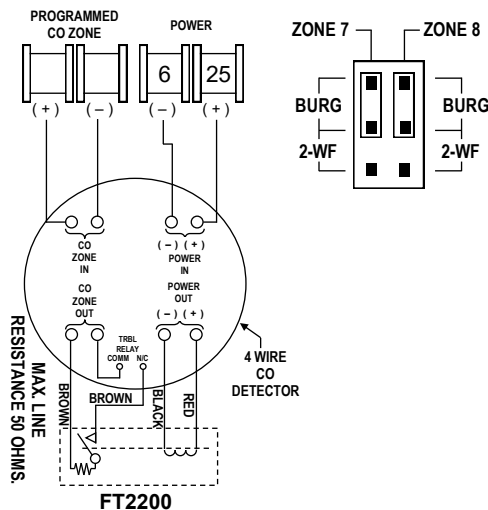 PROGRAMMED
CO ZONE
POWER
6
25
(+)
(–)
(–)
(+)
CO
ZONE
IN
(–) (+)
POWER
IN
CO
ZONE
OUT
POWER
OUT
(–) (+)
TRBL
RELAY
COMM N/C
4 WIRE
CO
DETECTOR
MAX. LINE
RESISTANCE 50 OHMS.
BROWN
BROWN
BLACK
RED
FT2200
ZONE 7
ZONE 8
BURG
BURG
2-WF
2-WF